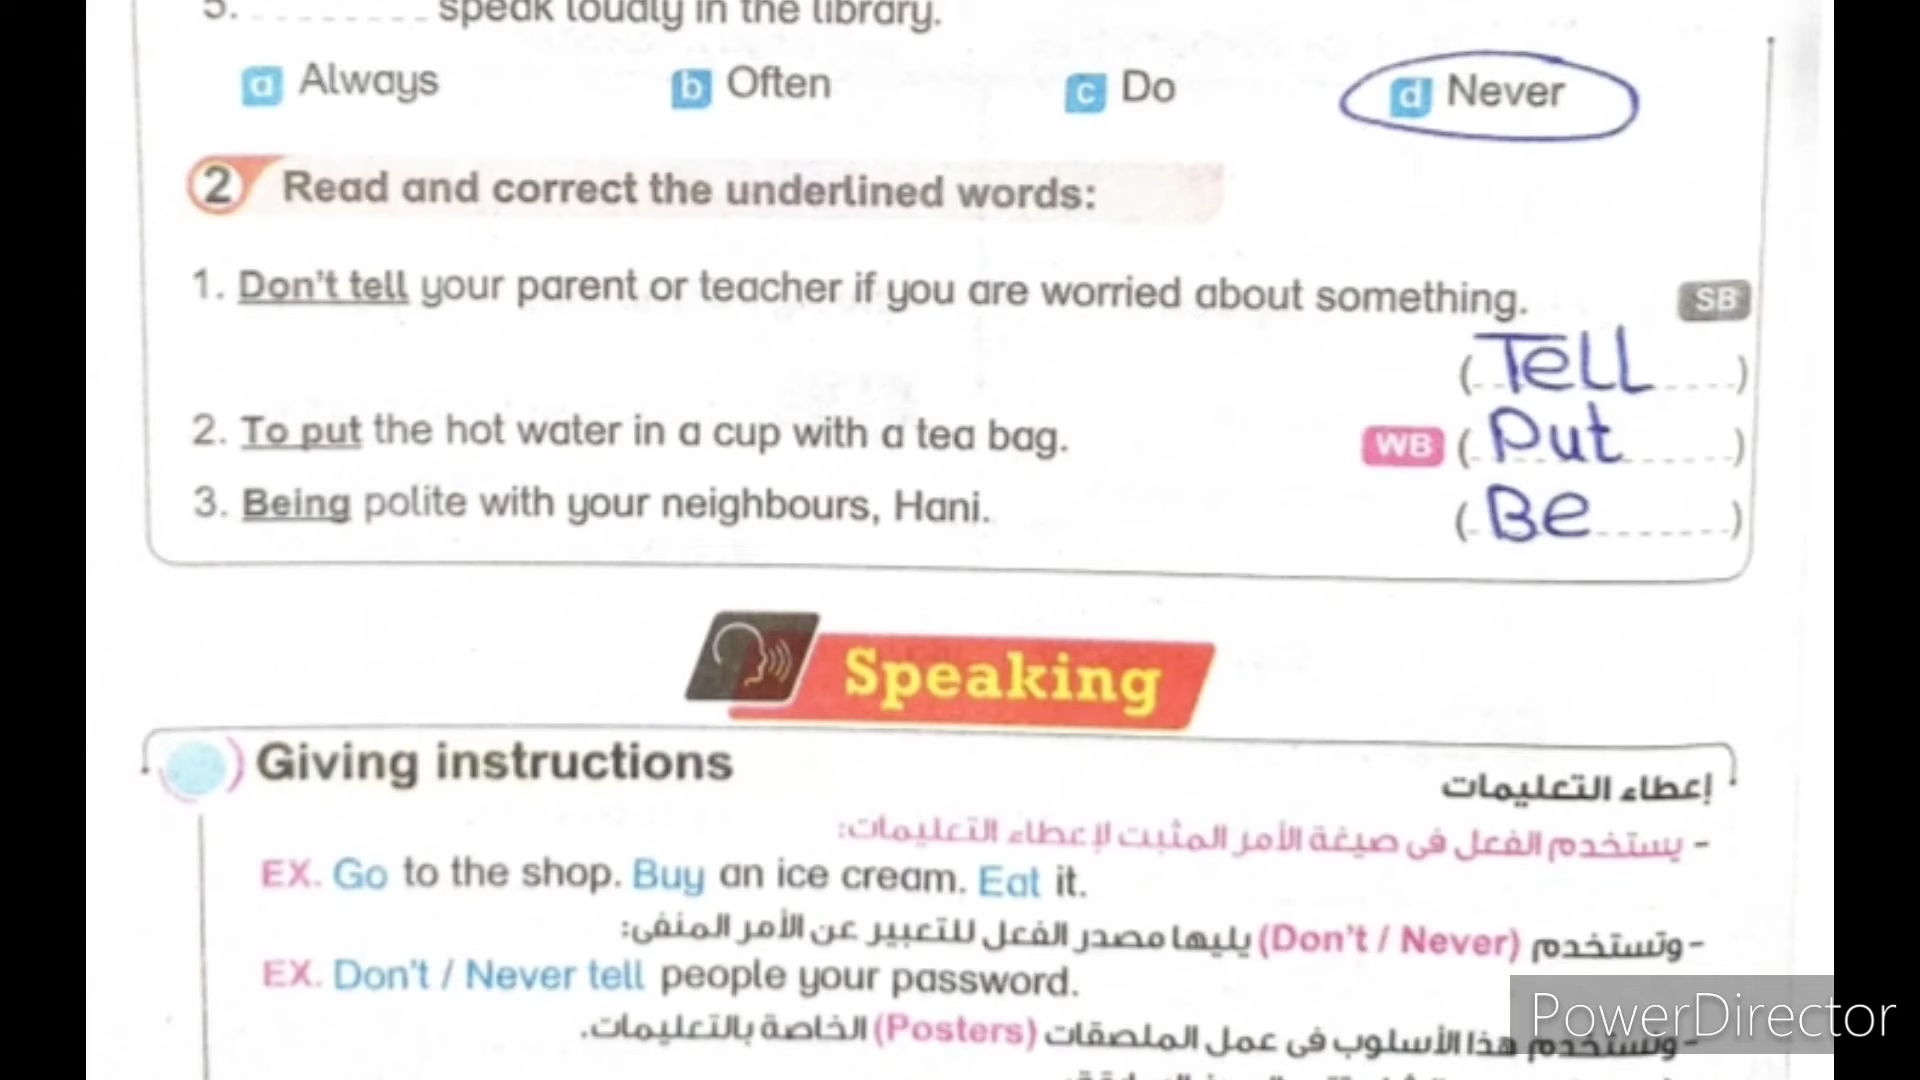 5. speak loudly in the library.
a Always b Often c Do d Never
2 Read and correct the underlined words:
1. Don't tell your parent or teacher if you are worried about something. SB
(Tell)
2. To put the hot water in a cup with a tea bag. WB (Put)
3. Being polite with your neighbours, Hani. (Be)
Speaking
Giving instructions
إعطاء التعليمات
- يستخدم الفعل فى صيغة الأمر المثبت لإعطاء التعليمات:
EX. Go to the shop. Buy an ice cream. Eat it.
- وتستخدم (Don't / Never) يليها مصدر الفعل للتعبير عن الأمر المنفى:
EX. Don't / Never tell people your password.
- وتستخدم هذا الأسلوب فى عمل الملصقات (Posters) الخاصة بالتعليمات.
PowerDirector